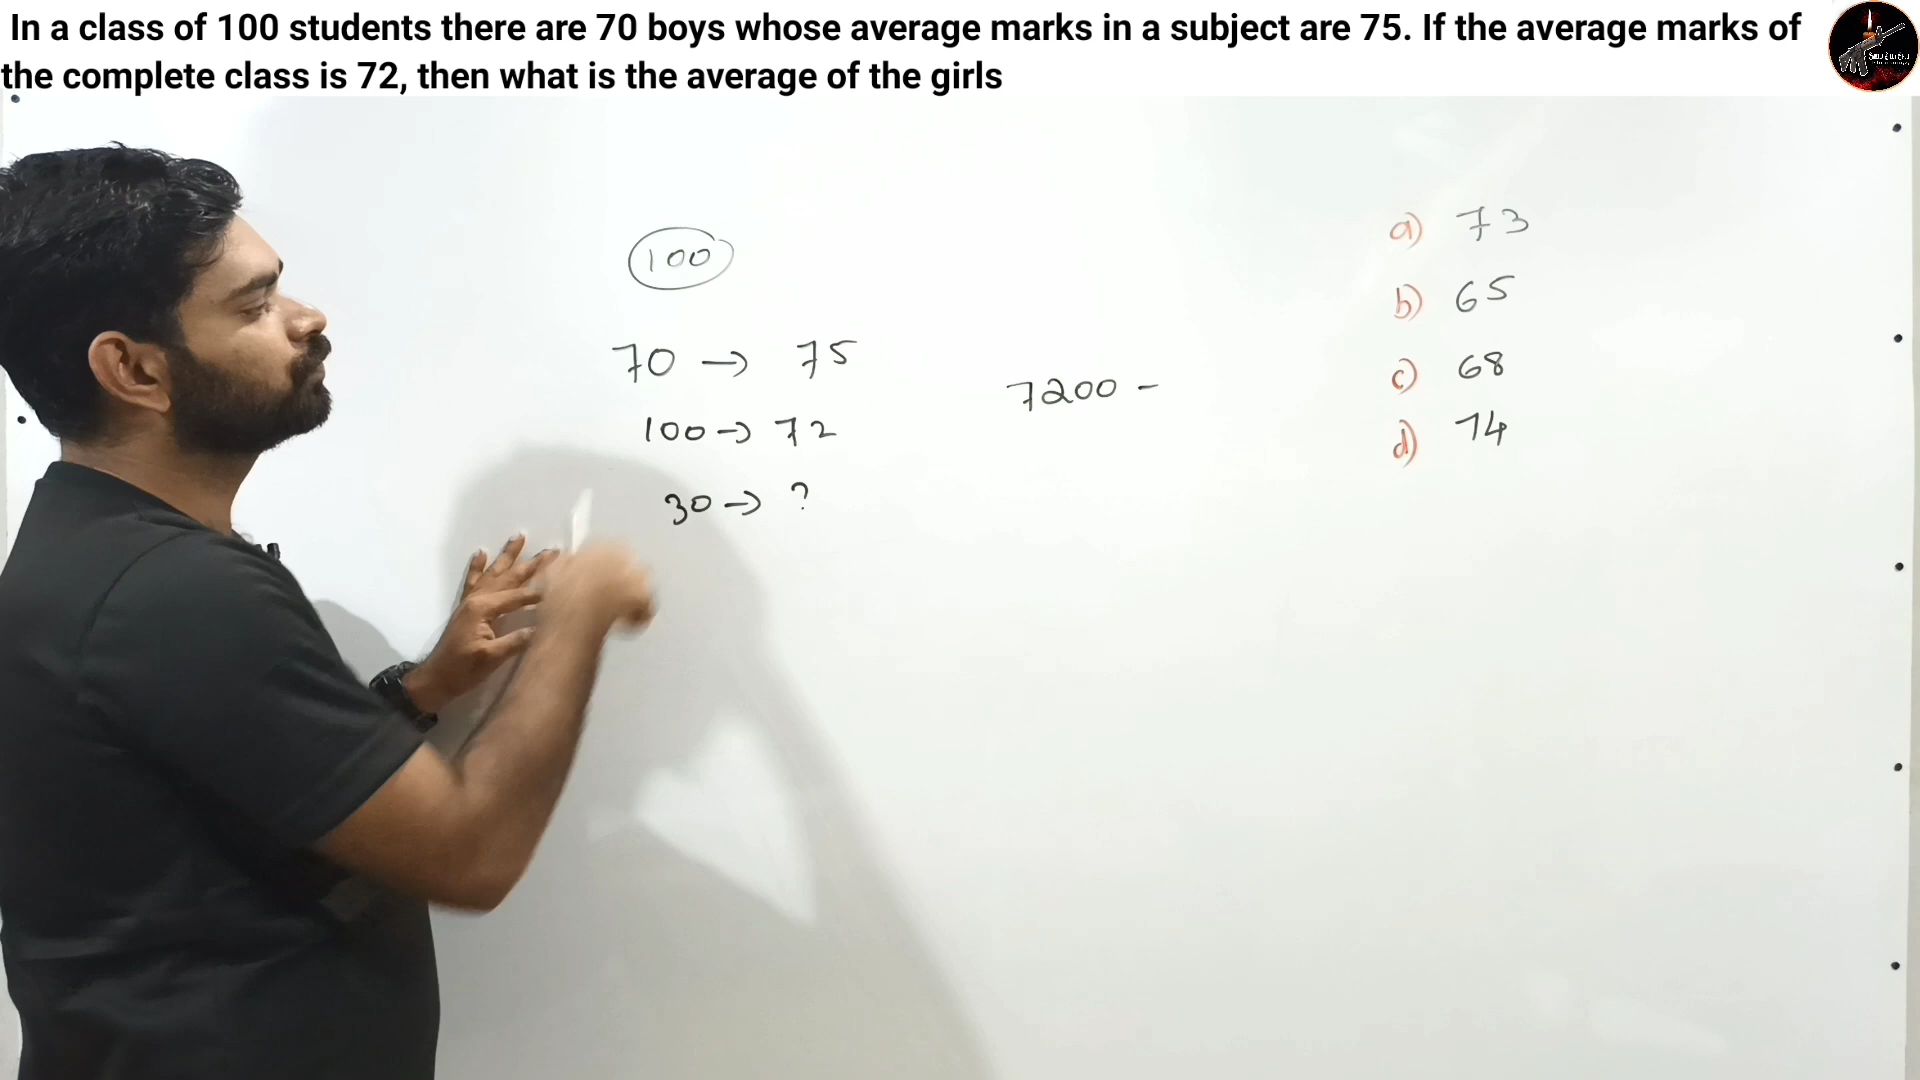 In a class of 100 students there are 70 boys whose average marks in a subject are 75. If the average marks of
the complete class is 72, then what is the average of the girls
100
70 → 75
100 → 72
30 → ?
7200 -
a) 73
b) 65
c) 68
d) 74